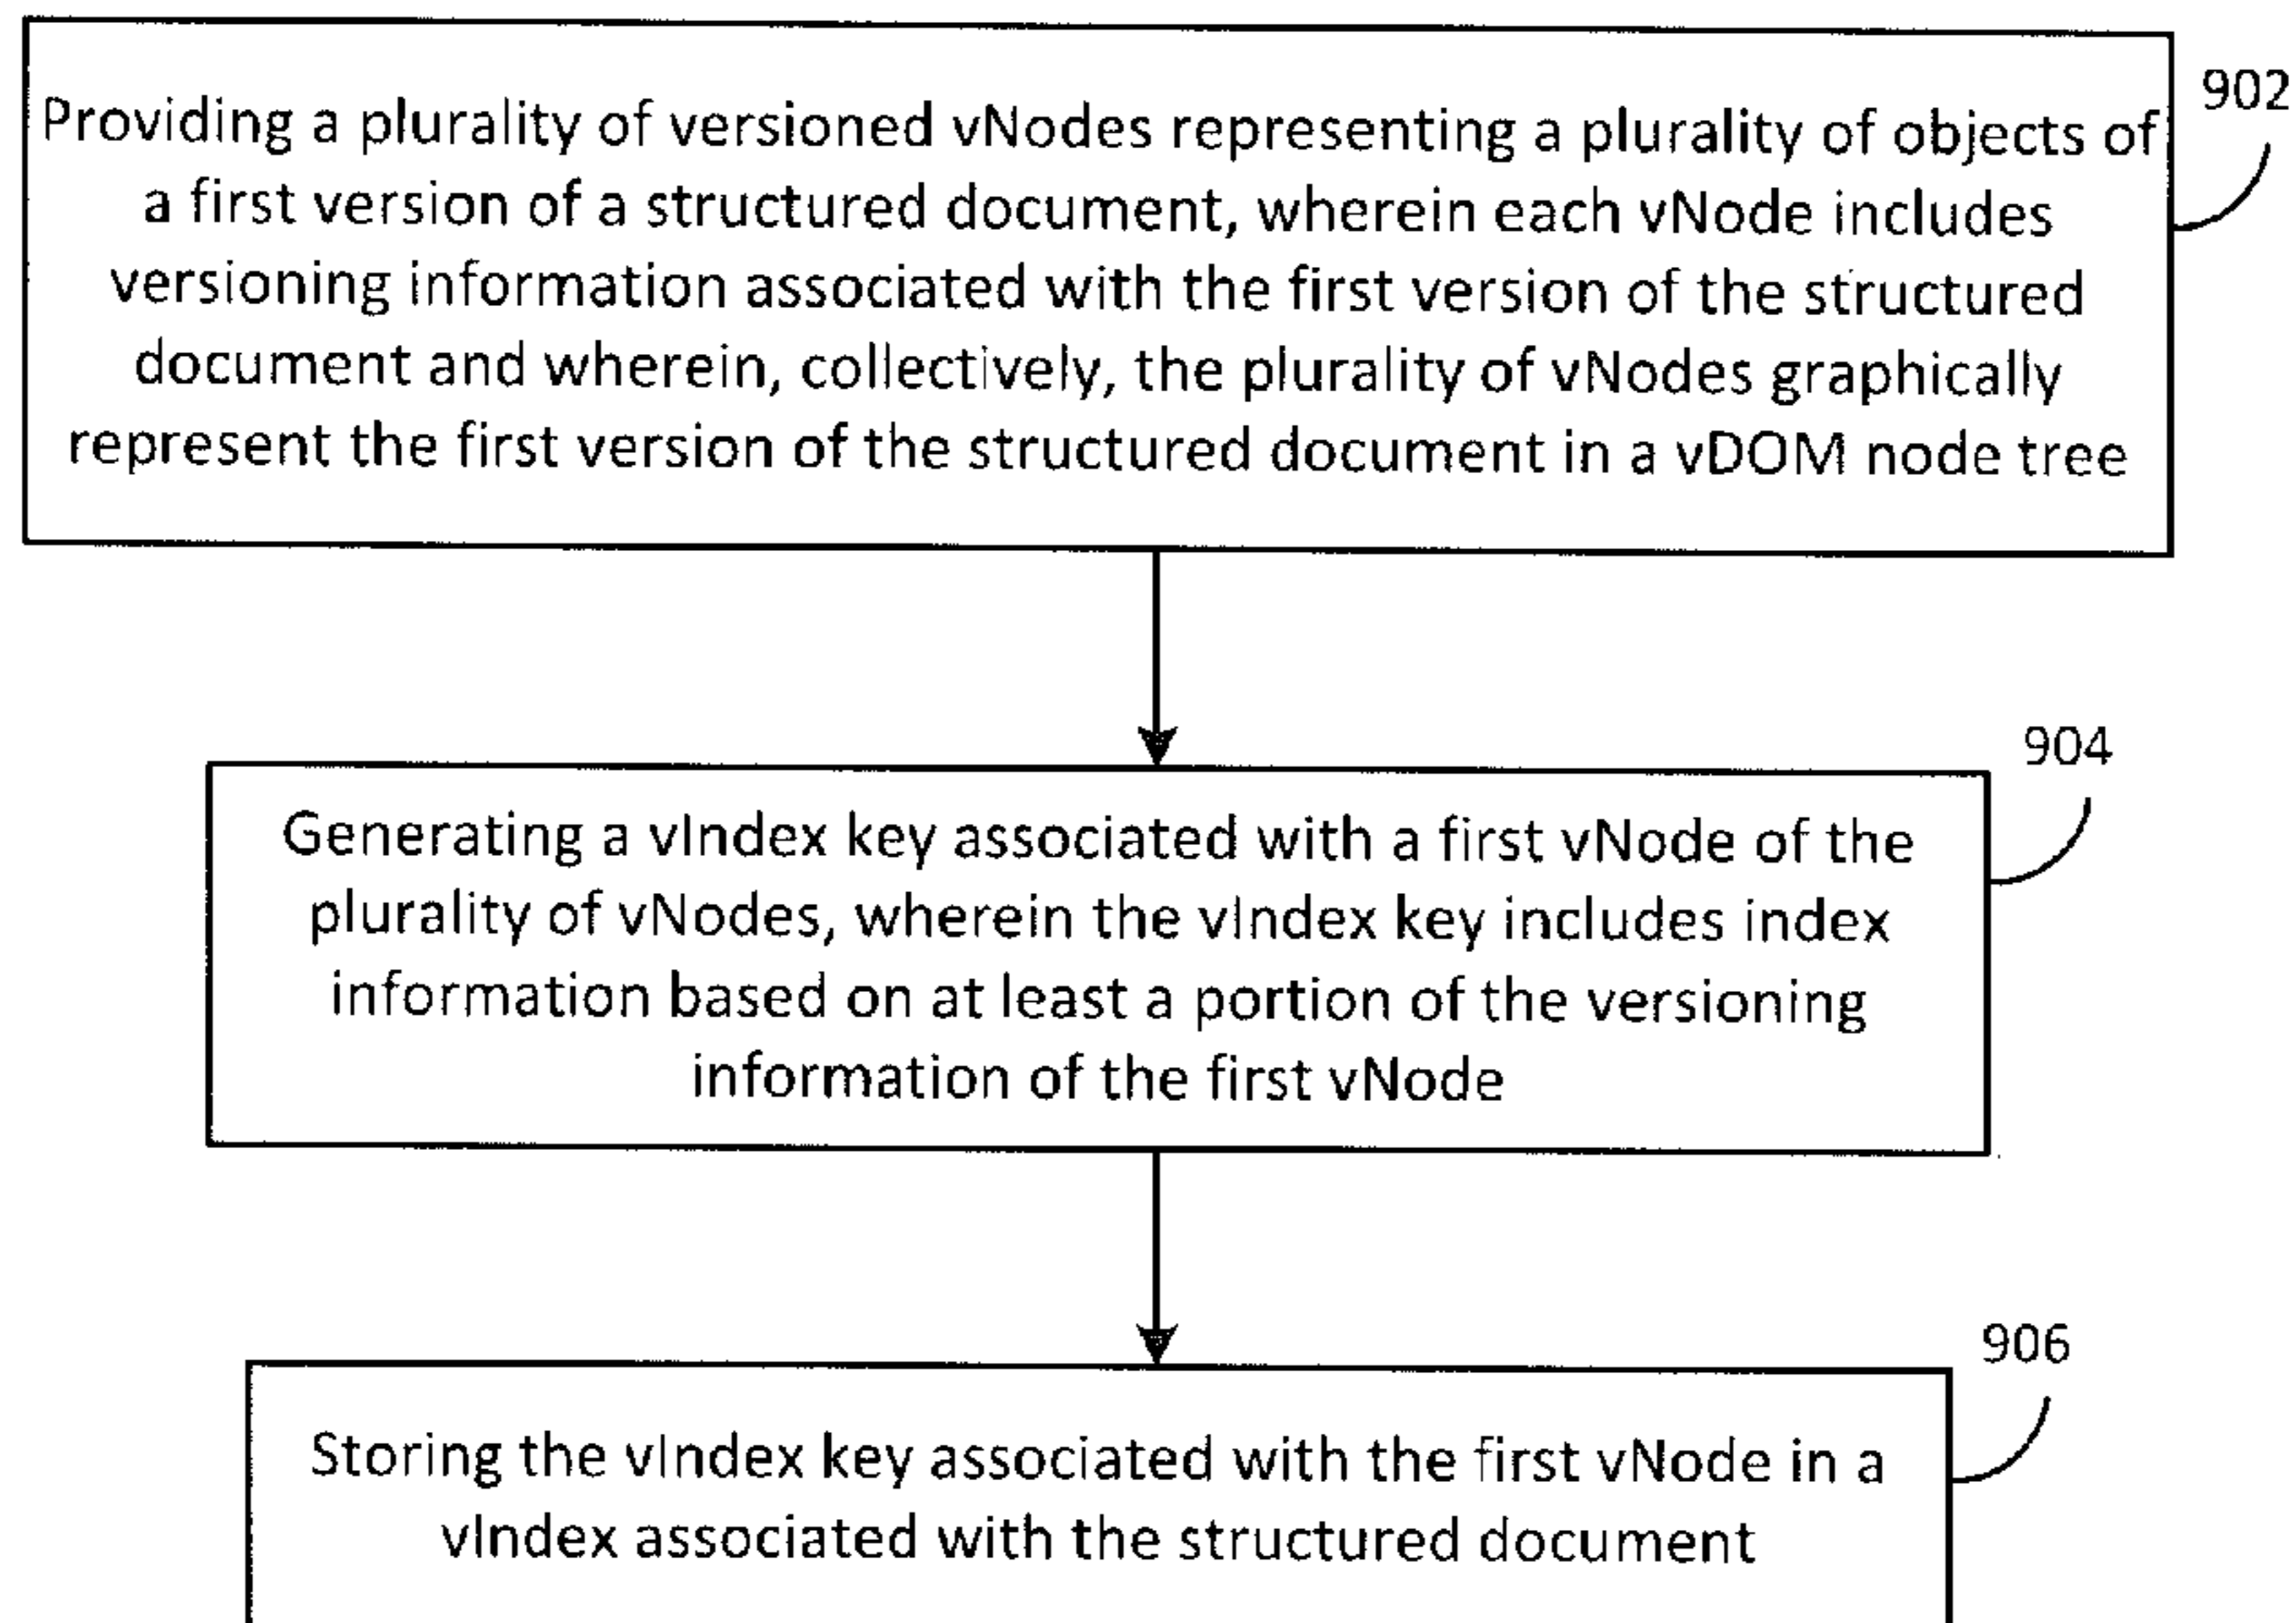 902
Providing a plurality of versioned vNodes representing a plurality of objects of
a first version of a structured document, wherein each vNode includes
versioning information associated with the first version of the structured
document and wherein, collectively, the plurality of vNodes graphically
represent the first version of the structured document in a vDOM node tree
904
Generating a vIndex key associated with a first vNode of the
plurality of vNodes, wherein the vIndex key includes index
information based on at least a portion of the versioning
information of the first vNode
906
Storing the vIndex key associated with the first vNode in a
vIndex associated with the structured document